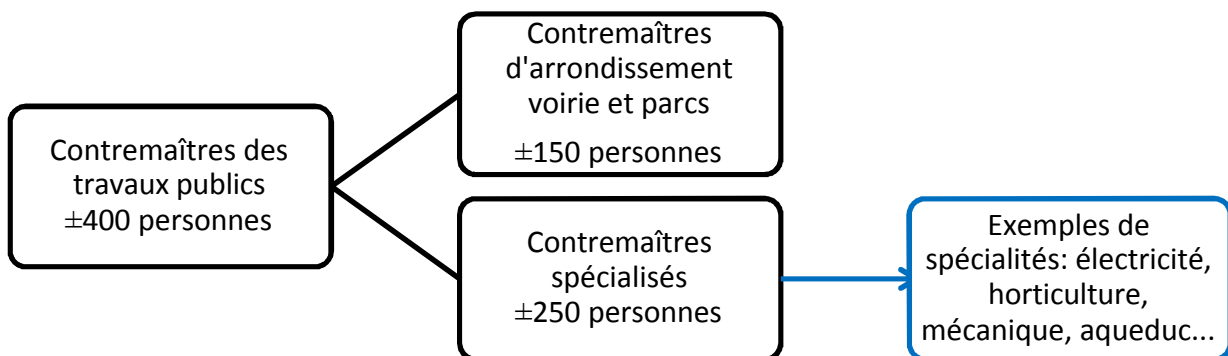 Contremaîtres des
travaux publics
±400 personnes
Contremaîtres
d'arrondissement
voirie et parcs
±150 personnes
Contremaîtres
spécialisés
±250 personnes
Exemples de
spécialités: électricité,
horticulture,
mécanique, aqueduc...